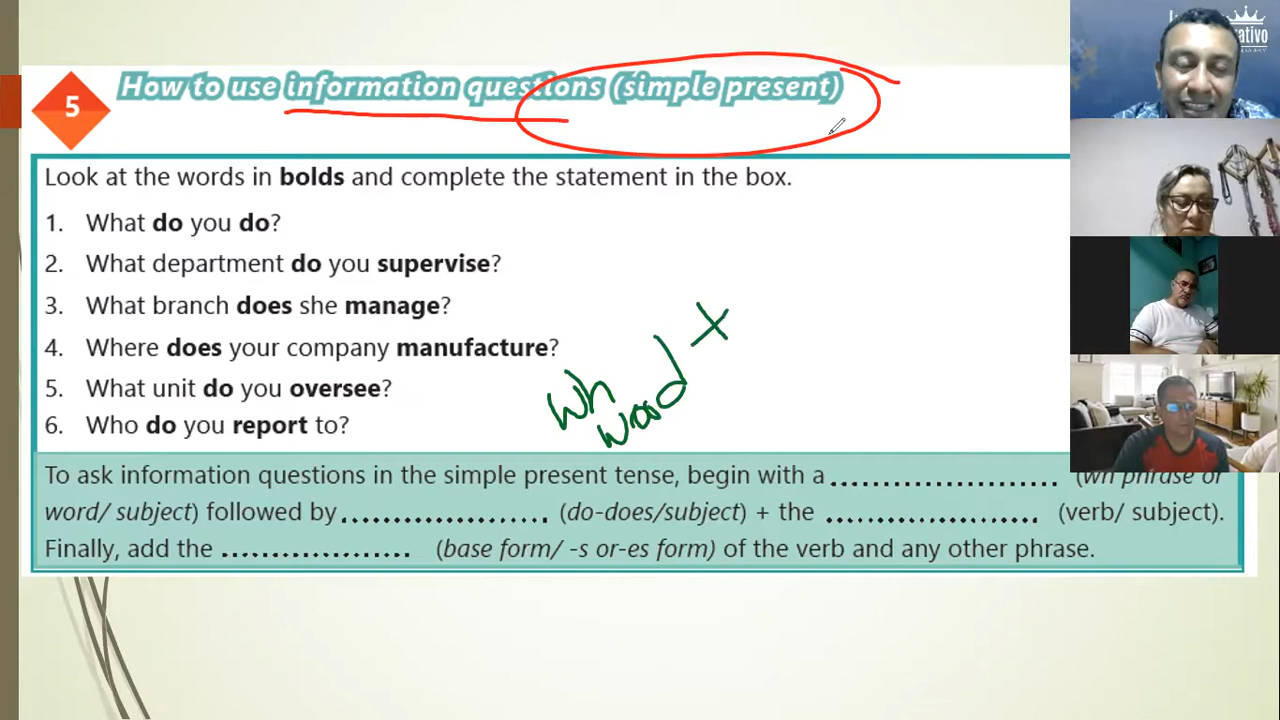 5
How to use information questions (simple present)
Look at the words in bolds and complete the statement in the box.
1. What do you do?
2. What department do you supervise?
3. What branch does she manage?
4. Where does your company manufacture?
5. What unit do you oversee?
6. Who do you report to?
wh
word +
To ask information questions in the simple present tense, begin with a ........................ (wh phrase or
word/ subject) followed by ...................... (do-does/subject) + the ...................... (verb/ subject).
Finally, add the .................... (base form/ -s or-es form) of the verb and any other phrase.